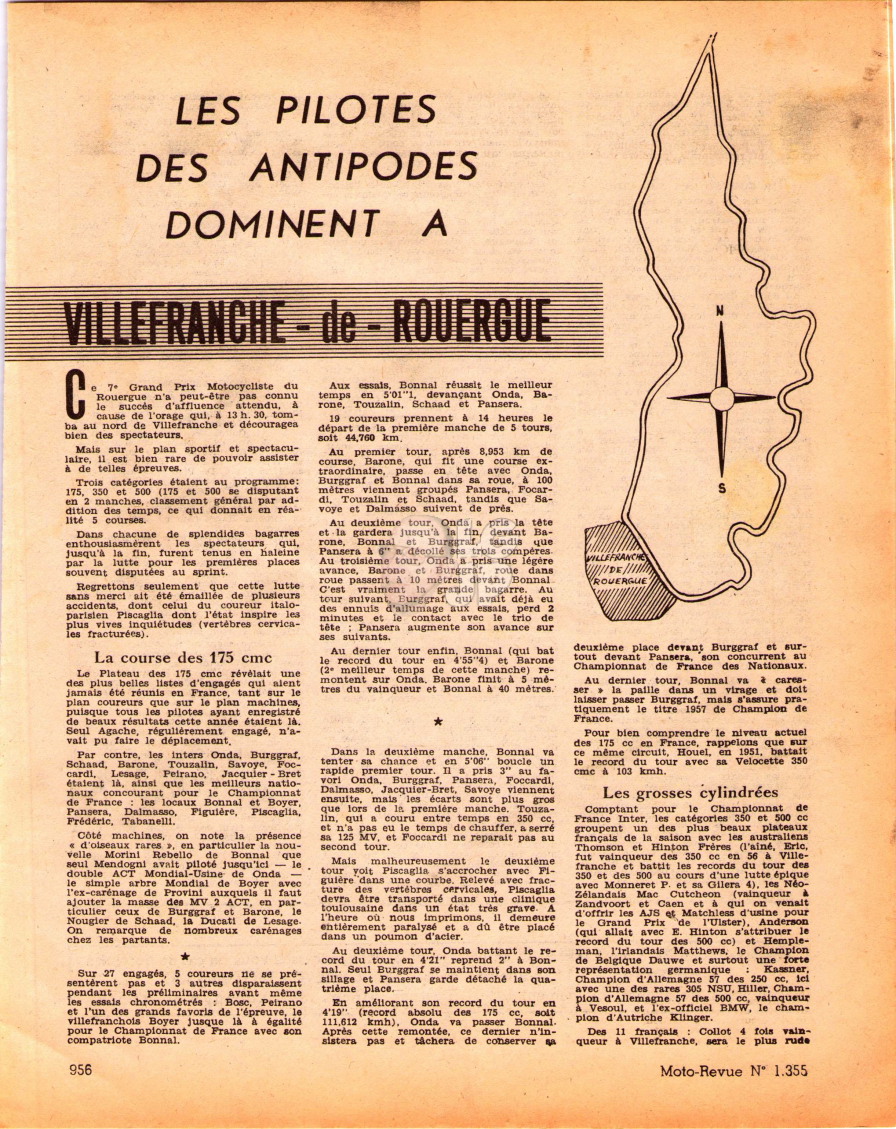 LES PILOTES
DES ANTIPODES
DOMINENT A
VILLEFRANCHE - de - ROUERGUE
Ce 7e Grand Prix Motocycliste du
Rouergue n'a peut-être pas connu
le succès d'affluence attendu, à
cause de l'orage qui, à 13 h. 30, tom-
ba au nord de Villefranche et découragea
bien des spectateurs.
Mais sur le plan sportif et spectacu-
laire, il est bien rare de pouvoir assister
à de telles épreuves.
Trois catégories étaient au programme:
175, 350 et 500 (175 et 500 se disputant
en 2 manches, classement général par ad-
dition des temps, ce qui donnait en réa-
lité 5 courses.
Dans chacune de splendides bagarres
enthousiasmèrent les spectateurs qui,
jusqu'à la fin, furent tenus en haleine
par la lutte pour les premières places
souvent disputées au sprint.
Regrettons seulement que cette lutte
sans merci ait été émaillée de plusieurs
accidents, dont celui du coureur italo-
parisien Piscaglia dont l'état inspire les
plus vives inquiétudes (vertèbres cervica-
les fracturées).
La course des 175 cmc
Le Plateau des 175 cmc révélait une
des plus belles listes d'engagés qui aient
jamais été réunis en France, tant sur le
plan coureurs que sur le plan machines,
puisque tous les pilotes ayant enregistré
de beaux résultats cette année étaient là.
Seul Agache, régulièrement engagé, n'a-
vait pu faire le déplacement.
Par contre, les inters Onda, Burggraf,
Schaad, Barone, Touzalin, Savoye, Foc-
cardi, Lesage, Peirano, Jacquier-Bret
étaient là, ainsi que les meilleurs natio-
naux concourant pour le Championnat
de France : les locaux Bonnal et Boyer,
Pansera, Dalmasso, Figuière, Piscaglia,
Frédéric, Tabanelli.
Côté machines, on note la présence
« d'oiseaux rares », en particulier la nou-
velle Morini Rebello de Bonnal que
seul Mendogni avait piloté jusqu'ici — le
double ACT Mondial-Usine de Onda —
le simple arbre Mondial de Boyer avec
l'ex-carénage de Provini auxquels il faut
ajouter la masse des MV 2 ACT, en par-
ticulier ceux de Burggraf et Barone, le
Nougier de Schaad, la Ducati de Lesage.
On remarque de nombreux carénages
chez les partants.
★
Sur 27 engagés, 5 coureurs ne se pré-
sentèrent pas et 3 autres disparaissent
pendant les préliminaires avant même
les essais chronométrés : Bosc, Peirano
et l'un des grands favoris de l'épreuve, le
villefranchois Boyer jusque là à égalité
pour le Championnat de France avec son
compatriote Bonnal.
Aux essais, Bonnal réussit le meilleur
temps en 5'01"1, devançant Onda, Ba-
rone, Touzalin, Schaad et Pansera.
19 coureurs prennent à 14 heures le
départ de la première manche de 5 tours,
soit 44,760 km.
Au premier tour, après 8,953 km de
course, Barone, qui fit une course ex-
traordinaire, passe en tête avec Onda,
Burggraf et Bonnal dans sa roue, à 100
mètres viennent groupés Pansera, Focar-
di, Touzalin et Schaad, tandis que Sa-
voye et Dalmasso suivent de près.
Au deuxième tour, Onda a pris la tête
et la gardera jusqu'à la fin, devant Ba-
rone, Bonnal et Burggraf, tandis que
Pansera à 6" a décollé ses trois compères.
Au troisième tour, Onda a pris une légère
avance, Barone et Burggraf, roue dans
roue passent à 10 mètres devant Bonnal
C'est vraiment la grande bagarre. Au
tour suivant, Burggraf, qui avait déjà eu
des ennuis d'allumage aux essais, perd 2
minutes et le contact avec le trio de
tête ; Pansera augmente son avance sur
ses suivants.
Au dernier tour enfin, Bonnal (qui bat
le record du tour en 4'55"4) et Barone
(2e meilleur temps de cette manche) re-
montent sur Onda, Barone finit à 5 mè-
tres du vainqueur et Bonnal à 40 mètres.
★
Dans la deuxième manche, Bonnal va
tenter sa chance et en 5'06" boucle un
rapide premier tour. Il a pris 3" au fa-
vori Onda, Burggraf, Pansera, Foccardi,
Dalmasso, Jacquier-Bret, Savoye viennent
ensuite, mais les écarts sont plus gros
que lors de la première manche. Touza-
lin, qui a couru entre temps en 350 cc,
et n'a pas eu le temps de chauffer, a serré
sa 125 MV, et Foccardi ne reparait pas au
second tour.
Mais malheureusement le deuxième
tour voit Piscaglia s'accrocher avec Fi-
guière dans une courbe. Relevé avec frac-
ture des vertèbres cervicales, Piscaglia
devra être transporté dans une clinique
toulousaine dans un état très grave. A
l'heure où nous imprimons, il demeure
entièrement paralysé et a dû être placé
dans un poumon d'acier.
Au deuxième tour, Onda battant le re-
cord du tour en 4'21" reprend 2" à Bon-
nal. Seul Burggraf se maintient dans son
sillage et Pansera garde détaché la qua-
trième place.
En améliorant son record du tour en
4'19" (record absolu des 175 cc, soit
111,612 kmh), Onda va passer Bonnal.
Après cette remontée, ce dernier n'in-
sistera pas et tâchera de conserver sa
N
S
VILLEFRANCHE
DE
ROUERGUE
deuxième place devant Burggraf et sur-
tout devant Pansera, son concurrent au
Championnat de France des Nationaux.
Au dernier tour, Bonnal va « cares-
ser » la paille dans un virage et doit
laisser passer Burggraf, mais s'assure pra-
tiquement le titre 1957 de Champion de
France.
Pour bien comprendre le niveau actuel
des 175 cc en France, rappelons que sur
ce même circuit, Houel, en 1951, battait
le record du tour avec sa Velocette 350
cmc à 103 kmh.
Les grosses cylindrées
Comptant pour le Championnat de
France Inter, les catégories 350 et 500 cc
groupent un des plus beaux plateaux
français de la saison avec les australiens
Thomson et Hinton Frères (l'aîné, Eric,
fut vainqueur des 350 cc en 56 à Ville-
franche et battit les records du tour des
350 et des 500 au cours d'une lutte épique
avec Monneret P. et sa Gilera 4), les Néo-
Zélandais Mac Cutcheon (vainqueur à
Zandvoort et Caen et à qui on venait
d'offrir les AJS et Matchless d'usine pour
le Grand Prix de l'Ulster), Anderson
(qui allait avec E. Hinton s'attribuer le
record du tour des 500 cc) et Hemple-
man, l'irlandais Matthews, le Champion
de Belgique Dauwe et surtout une forte
représentation germanique : Kassner,
Champion d'Allemagne 57 des 250 cc, ici
avec une des rares 305 NSU, Hiller, Cham-
pion d'Allemagne 57 des 500 cc, vainqueur
à Vesoul, et l'ex-officiel BMW, le cham-
pion d'Autriche Klinger.
Des 11 français : Collot 4 fois vain-
queur à Villefranche, sera le plus rude
956
Moto-Revue N° 1.355